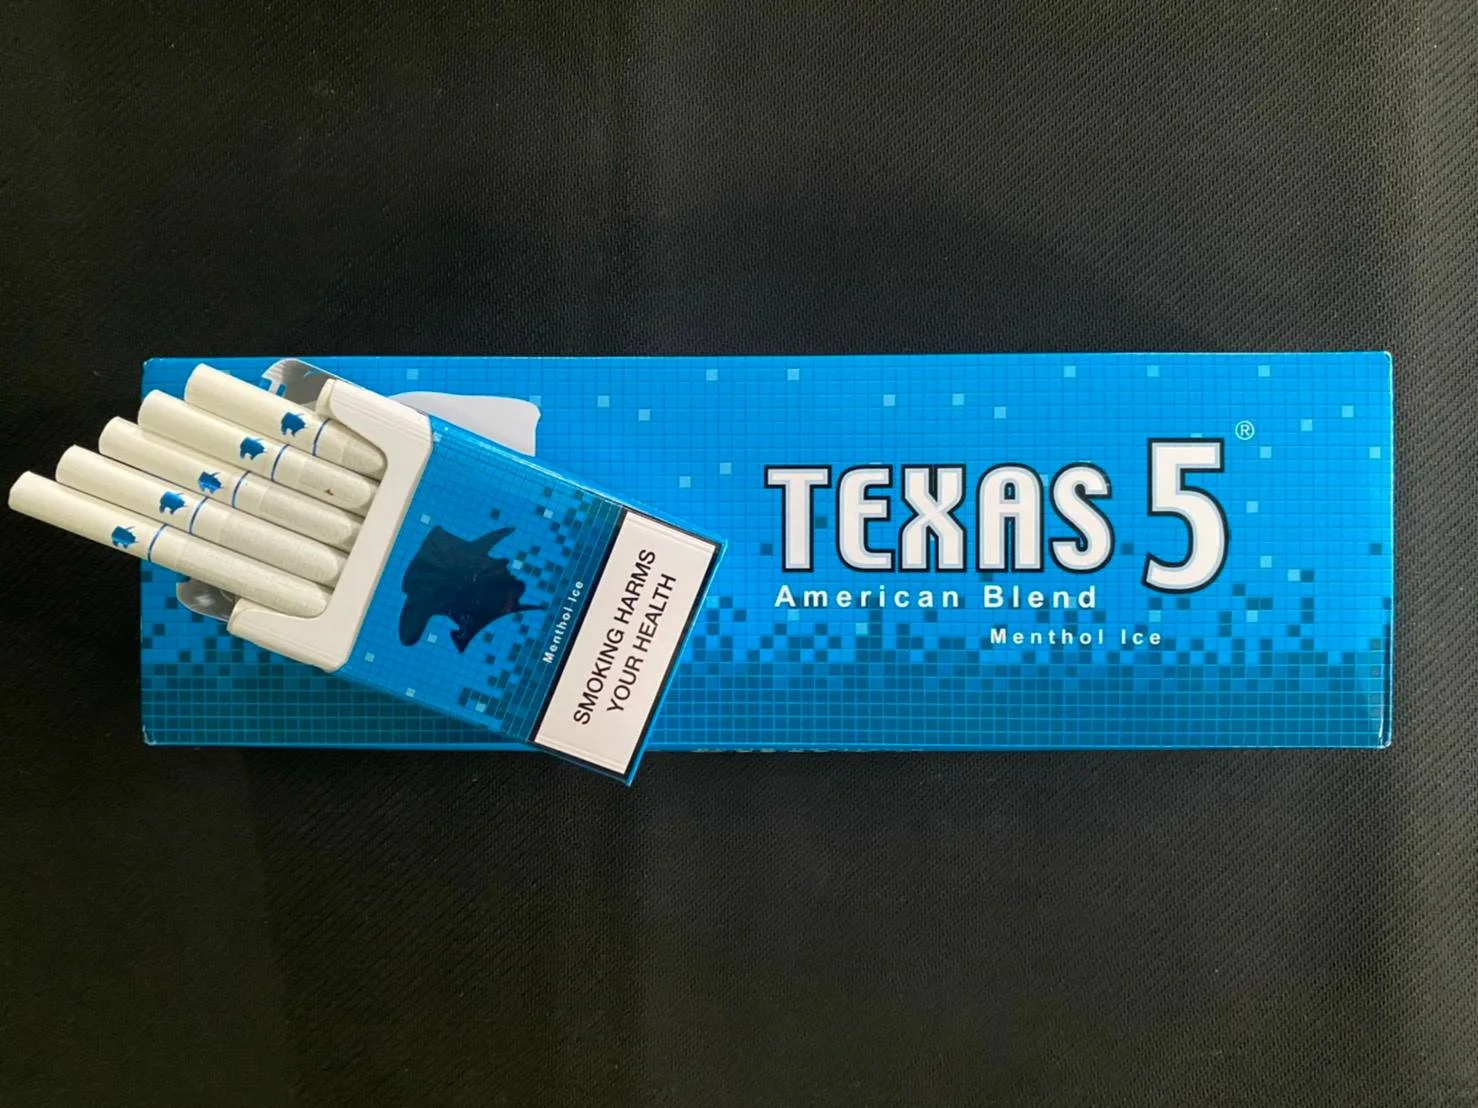 TEXAS 5®
American Blend
Menthol Ice
Menthol Ice
SMOKING HARMS
YOUR HEALTH